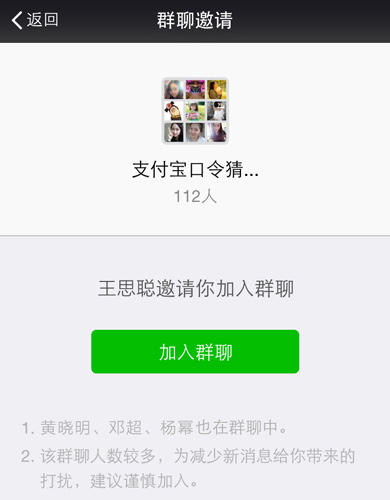 返回
群聊邀请
支付宝口令猜...
112人
王思聪邀请你加入群聊
加入群聊
1. 黄晓明、邓超、杨幂也在群聊中。
2. 该群聊人数较多，为减少新消息给你带来的
打扰，建议谨慎加入。